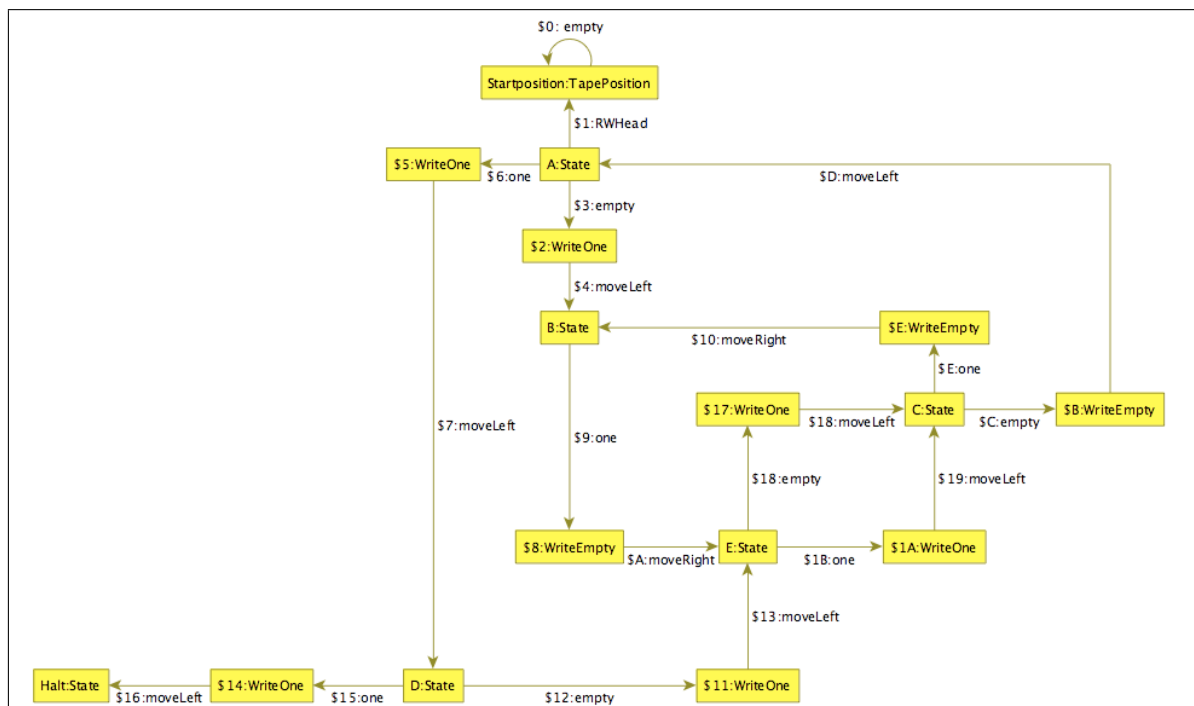 $0: empty
Startposition:TapePosition
$1:RWHead
$5:WriteOne
$6:one
A:State
$D:moveLeft
$3:empty
$2:WriteOne
$4:moveLeft
B:State
$10:moveRight
$E:WriteEmpty
$E:one
$17:WriteOne
$18:moveLeft
C:State
$C:empty
$B:WriteEmpty
$7:moveLeft
$9:one
$18:empty
$19:moveLeft
$8:WriteEmpty
$A:moveRight
E:State
$1B:one
$1A:WriteOne
$13:moveLeft
Halt:State
$16:moveLeft
$14:WriteOne
$15:one
D:State
$12:empty
$11:WriteOne